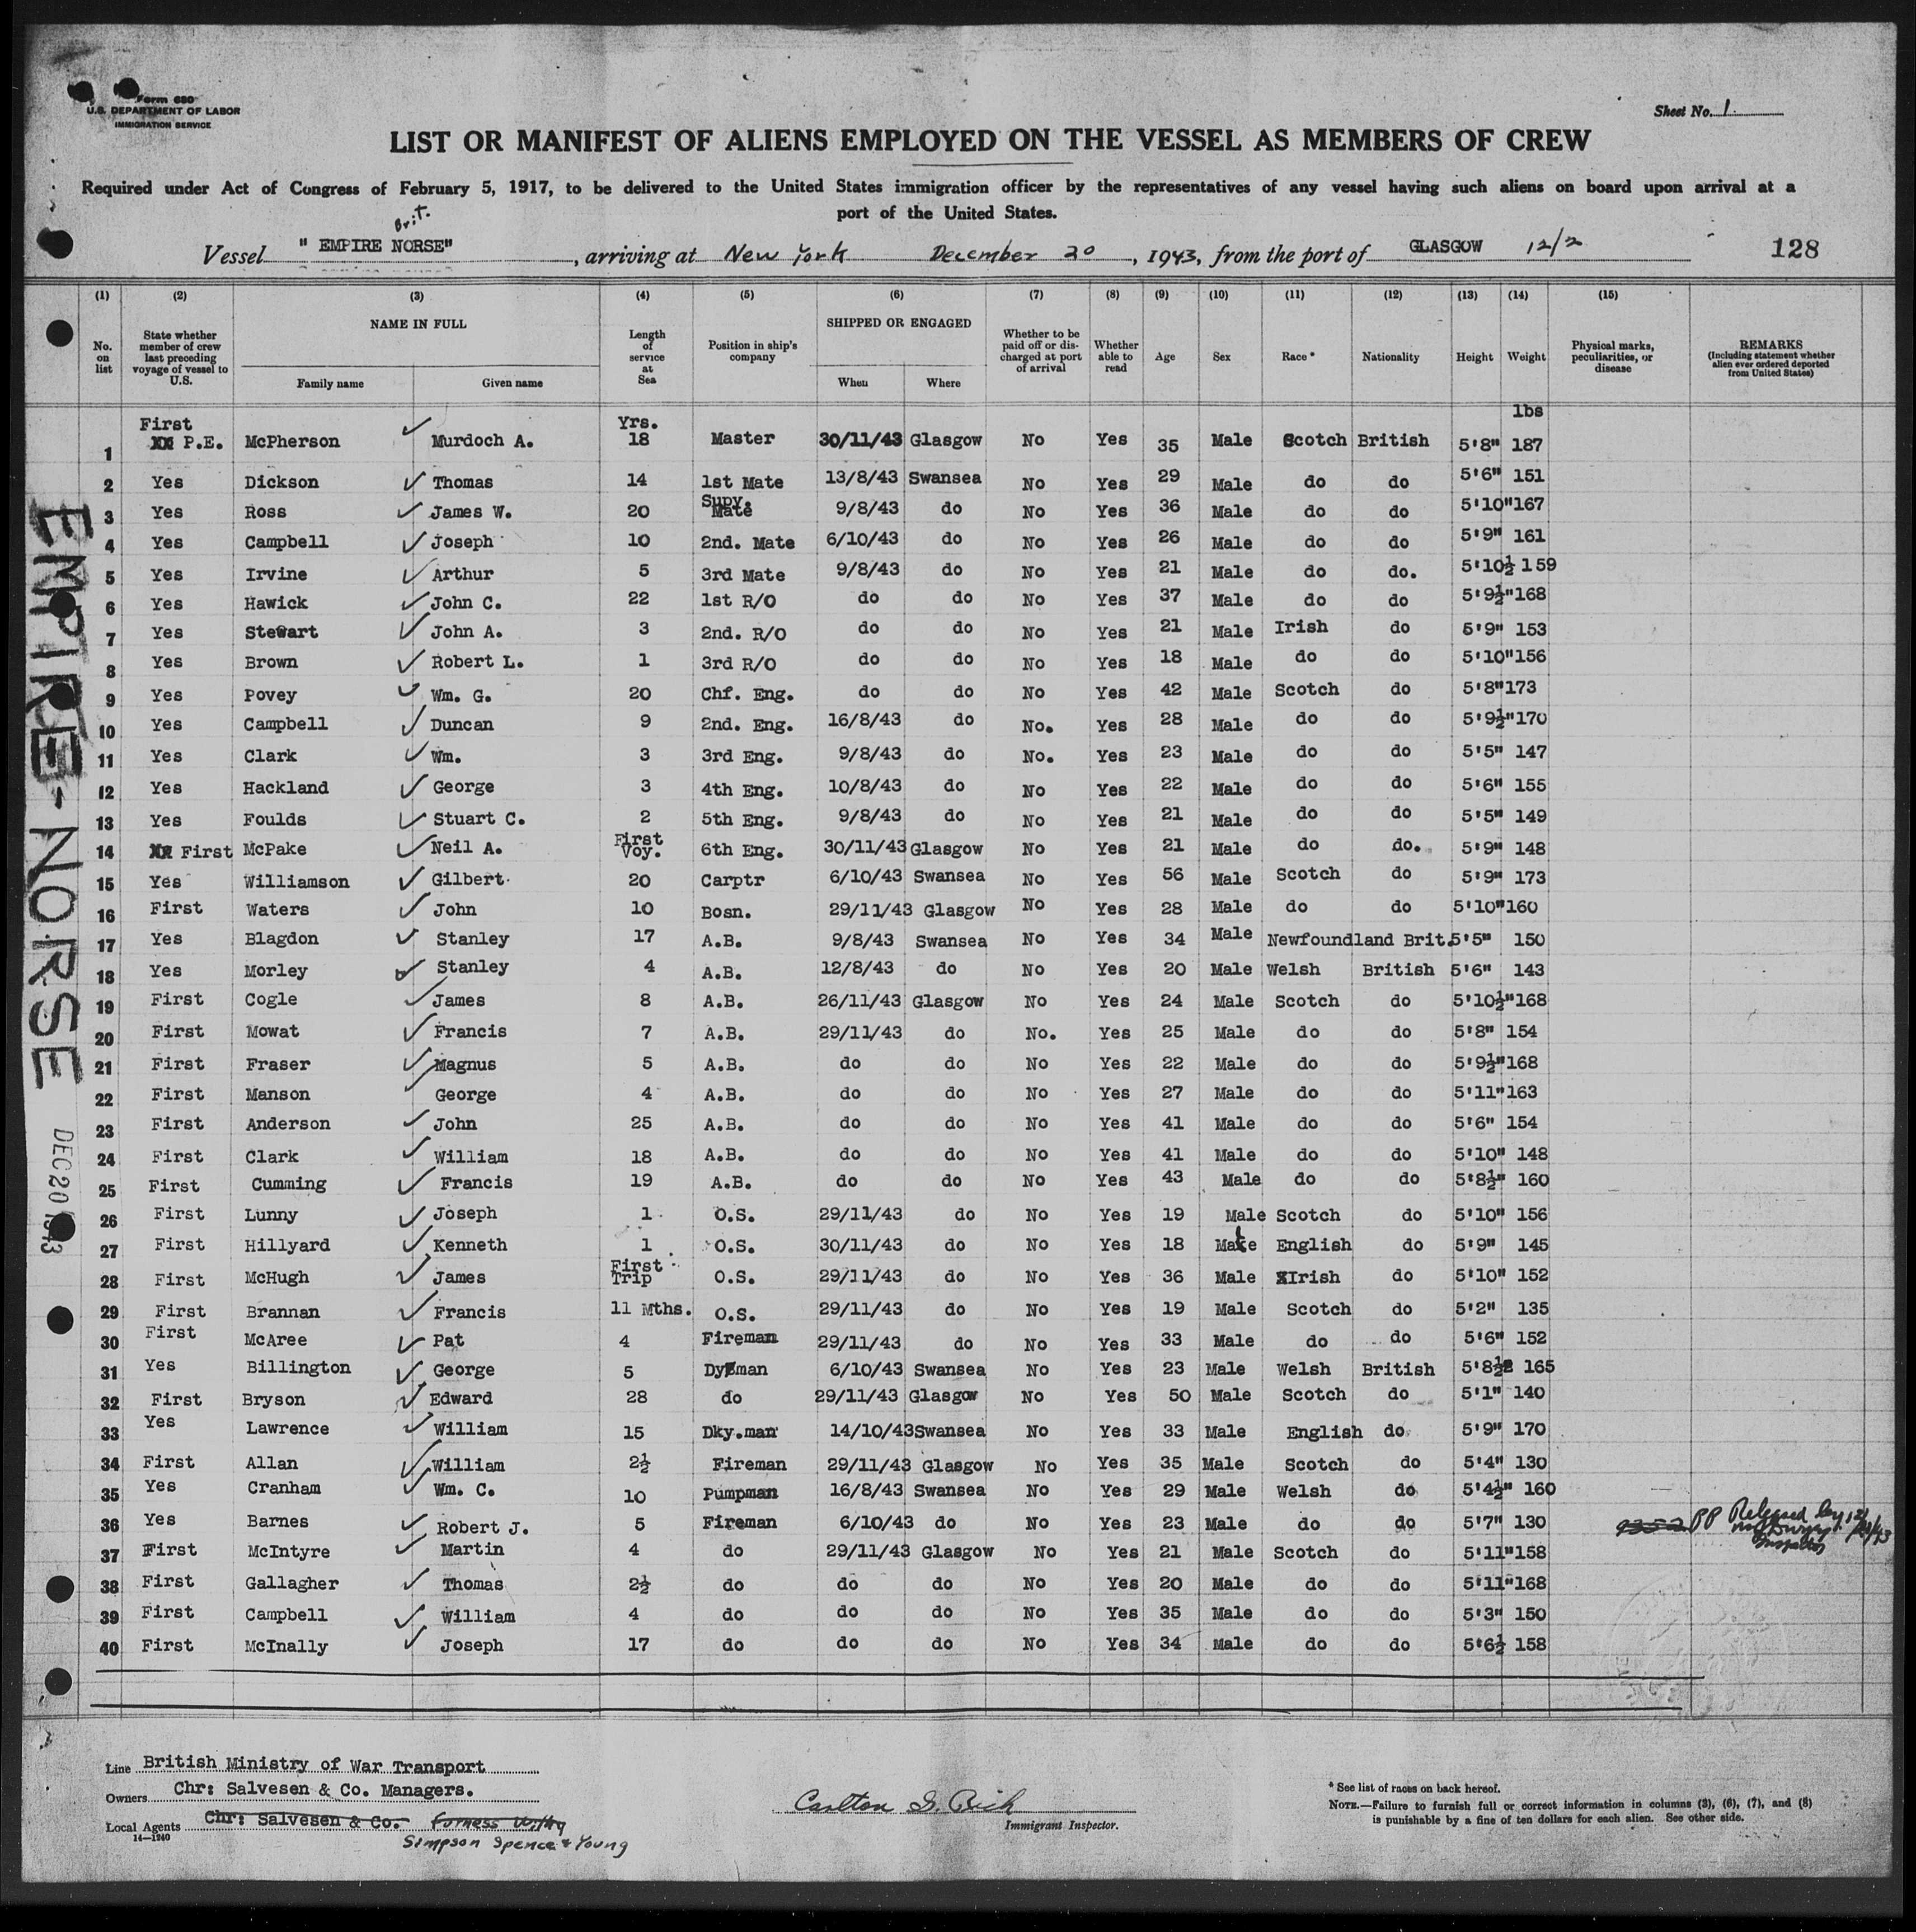 Form 680
U.S. DEPARTMENT OF LABOR
IMMIGRATION SERVICE
Sheet No. 1
LIST OR MANIFEST OF ALIENS EMPLOYED ON THE VESSEL AS MEMBERS OF CREW
Required under Act of Congress of February 5, 1917, to be delivered to the United States immigration officer by the representatives of any vessel having such aliens on board upon arrival at a
port of the United States.
Brit.
Vessel " EMPIRE NORSE" , arriving at New York December 20 , 1943, from the port of GLASGOW 12/2 128
(1) (2) (3) (4) (5) (6) (7) (8) (9) (10) (11) (12) (13) (14) (15)
No. on list State whether member of crew last preceding voyage of vessel to U.S. NAME IN FULL Family name Given name Length of service at Sea Position in ship's company SHIPPED OR ENGAGED When Where Whether to be paid off or discharged at port of arrival Whether able to read Age Sex Race* Nationality Height Weight Physical marks, peculiarities, or disease REMARKS (Including statement whether alien ever ordered deported from United States)
First Yrs. lbs
1 P.E. McPherson Murdoch A. 18 Master 30/11/43 Glasgow No Yes 35 Male Scotch British 5'8" 187
2 Yes Dickson Thomas 14 1st Mate 13/8/43 Swansea No Yes 29 Male do do 5'6" 151
3 Yes Ross James W. 20 Supy. Mate 9/8/43 do No Yes 36 Male do do 5'10" 167
4 Yes Campbell Joseph 10 2nd. Mate 6/10/43 do No Yes 26 Male do do 5'9" 161
5 Yes Irvine Arthur 5 3rd Mate 9/8/43 do No Yes 21 Male do do. 5'10½ 159
6 Yes Hawick John C. 22 1st R/O do do No Yes 37 Male do do 5'9½" 168
7 Yes Stewart John A. 3 2nd. R/O do do No Yes 21 Male Irish do 5'9" 153
8 Yes Brown Robert L. 1 3rd R/O do do No Yes 18 Male do do 5'10" 156
9 Yes Povey Wm. G. 20 Chf. Eng. do do No Yes 42 Male Scotch do 5'8" 173
10 Yes Campbell Duncan 9 2nd. Eng. 16/8/43 do No. Yes 28 Male do do 5'9½" 170
11 Yes Clark Wm. 3 3rd Eng. 9/8/43 do No. Yes 23 Male do do 5'5" 147
12 Yes Hackland George 3 4th Eng. 10/8/43 do No Yes 22 Male do do 5'6" 155
13 Yes Foulds Stuart C. 2 5th Eng. 9/8/43 do No Yes 21 Male do do 5'5" 149
14 First McPake Neil A. First Voy. 6th Eng. 30/11/43 Glasgow No Yes 21 Male do do. 5'9" 148
15 Yes Williamson Gilbert 20 Carptr 6/10/43 Swansea No Yes 56 Male Scotch do 5'9" 173
16 First Waters John 10 Bosn. 29/11/43 Glasgow No Yes 28 Male do do 5'10" 160
17 Yes Blagdon Stanley 17 A.B. 9/8/43 Swansea No Yes 34 Male Newfoundland Brit. 5'5" 150
18 Yes Morley Stanley 4 A.B. 12/8/43 do No Yes 20 Male Welsh British 5'6" 143
19 First Cogle James 8 A.B. 26/11/43 Glasgow No Yes 24 Male Scotch do 5'10½" 168
20 First Mowat Francis 7 A.B. 29/11/43 do No. Yes 25 Male do do 5'8" 154
21 First Fraser Magnus 5 A.B. do do No Yes 22 Male do do 5'9½" 168
22 First Manson George 4 A.B. do do No Yes 27 Male do do 5'11" 163
23 First Anderson John 25 A.B. do do No Yes 41 Male do do 5'6" 154
24 First Clark William 18 A.B. do do No Yes 41 Male do do 5'10" 148
25 First Cumming Francis 19 A.B. do do No Yes 43 Male do do 5'8½" 160
26 First Lunny Joseph 1 O.S. 29/11/43 do No Yes 19 Male Scotch do 5'10" 156
27 First Hillyard Kenneth 1 O.S. 30/11/43 do No Yes 18 Male English do 5'9" 145
28 First McHugh James First Trip O.S. 29/11/43 do No Yes 36 Male Irish do 5'10" 152
29 First Brannan Francis 11 Mths. O.S. 29/11/43 do No Yes 19 Male Scotch do 5'2" 135
30 First McAree Pat 4 Fireman 29/11/43 do No Yes 33 Male do do 5'6" 152
31 Yes Billington George 5 Dykman 6/10/43 Swansea No Yes 23 Male Welsh British 5'8½ 165
32 First Bryson Edward 28 do 29/11/43 Glasgow No Yes 50 Male Scotch do 5'1" 140
33 Yes Lawrence William 15 Dky.man 14/10/43 Swansea No Yes 33 Male English do 5'9" 170
34 First Allan William 2½ Fireman 29/11/43 Glasgow No Yes 35 Male Scotch do 5'4" 130
35 Yes Cranham Wm. C. 10 Pumpman 16/8/43 Swansea No Yes 29 Male Welsh do 5'4½" 160
36 Yes Barnes Robert J. 5 Fireman 6/10/43 do No Yes 23 Male do do 5'7" 130 PP Released by Inspector
37 First McIntyre Martin 4 do 29/11/43 Glasgow No Yes 21 Male Scotch do 5'11" 158
38 First Gallagher Thomas 2½ do do do No Yes 20 Male do do 5'11" 168
39 First Campbell William 4 do do do No Yes 35 Male do do 5'3" 150
40 First McInally Joseph 17 do do do No Yes 34 Male do do 5'6½ 158
EMPIRE-NORSE
DEC 20 1943
Line British Ministry of War Transport
Owners Chr: Salvesen & Co. Managers.
Local Agents Chr: Salvesen & Co. Furness Withy
14—1240 Simpson Spence & Young
Carlton G. Rich
Immigrant Inspector.
* See list of races on back hereof.
NOTE.—Failure to furnish full or correct information in columns (3), (6), (7), and (8)
is punishable by a fine of ten dollars for each alien. See other side.